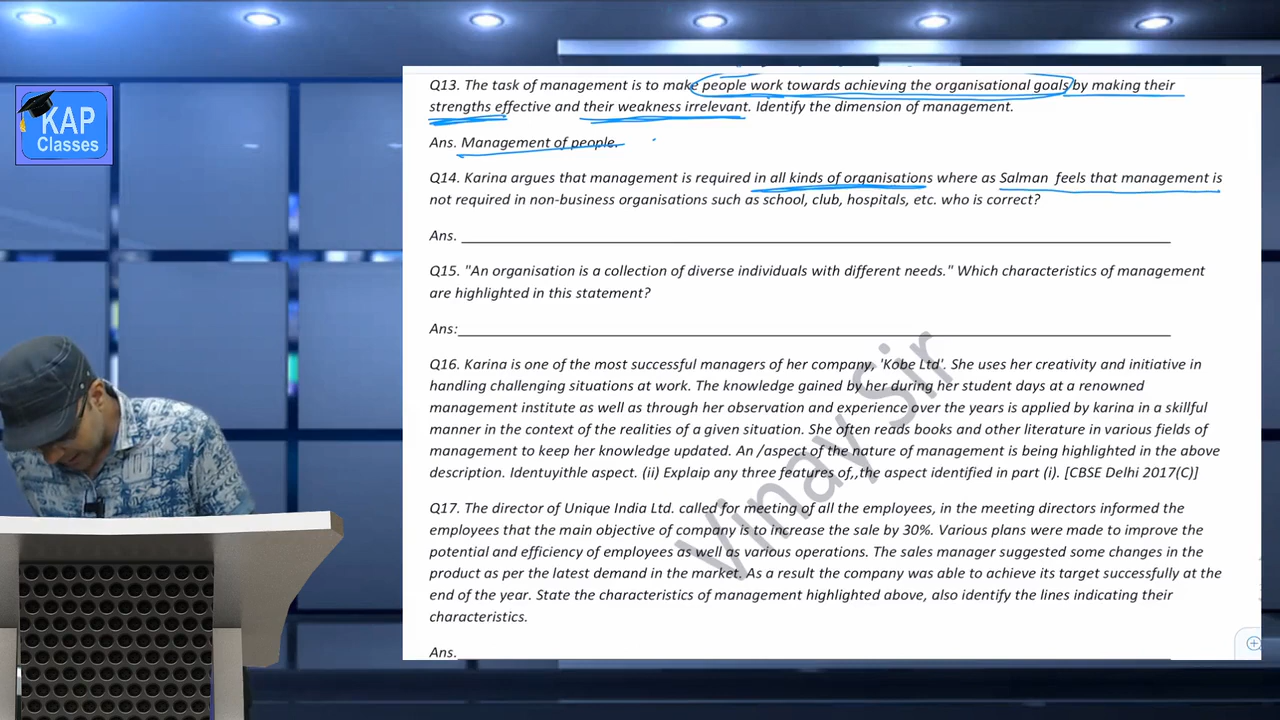 KAP
Classes
Q13. The task of management is to make people work towards achieving the organisational goals by making their
strengths effective and their weakness irrelevant. Identify the dimension of management.
Ans. Management of people.
Q14. Karina argues that management is required in all kinds of organisations where as Salman feels that management is
not required in non-business organisations such as school, club, hospitals, etc. who is correct?
Ans.
Q15. "An organisation is a collection of diverse individuals with different needs." Which characteristics of management
are highlighted in this statement?
Ans:
Q16. Karina is one of the most successful managers of her company, 'Kobe Ltd'. She uses her creativity and initiative in
handling challenging situations at work. The knowledge gained by her during her student days at a renowned
management institute as well as through her observation and experience over the years is applied by karina in a skillful
manner in the context of the realities of a given situation. She often reads books and other literature in various fields of
management to keep her knowledge updated. An /aspect of the nature of management is being highlighted in the above
description. Identuyithle aspect. (ii) Explaip any three features of,,the aspect identified in part (i). [CBSE Delhi 2017(C)]
Q17. The director of Unique India Ltd. called for meeting of all the employees, in the meeting directors informed the
employees that the main objective of company is to increase the sale by 30%. Various plans were made to improve the
potential and efficiency of employees as well as various operations. The sales manager suggested some changes in the
product as per the latest demand in the market. As a result the company was able to achieve its target successfully at the
end of the year. State the characteristics of management highlighted above, also identify the lines indicating their
characteristics.
Ans.
Vinay Sir